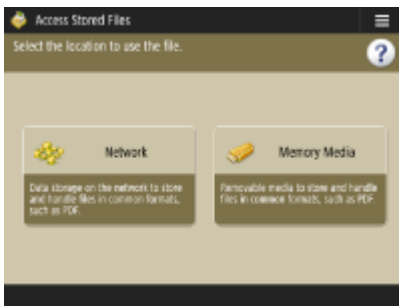 Access Stored Files
Select the location to use the file.
?
Network
Memory Media
Data storage on the network to store
and handle files in common formats,
such as PDF.
Removable media to store and handle
files in common formats, such as PDF.